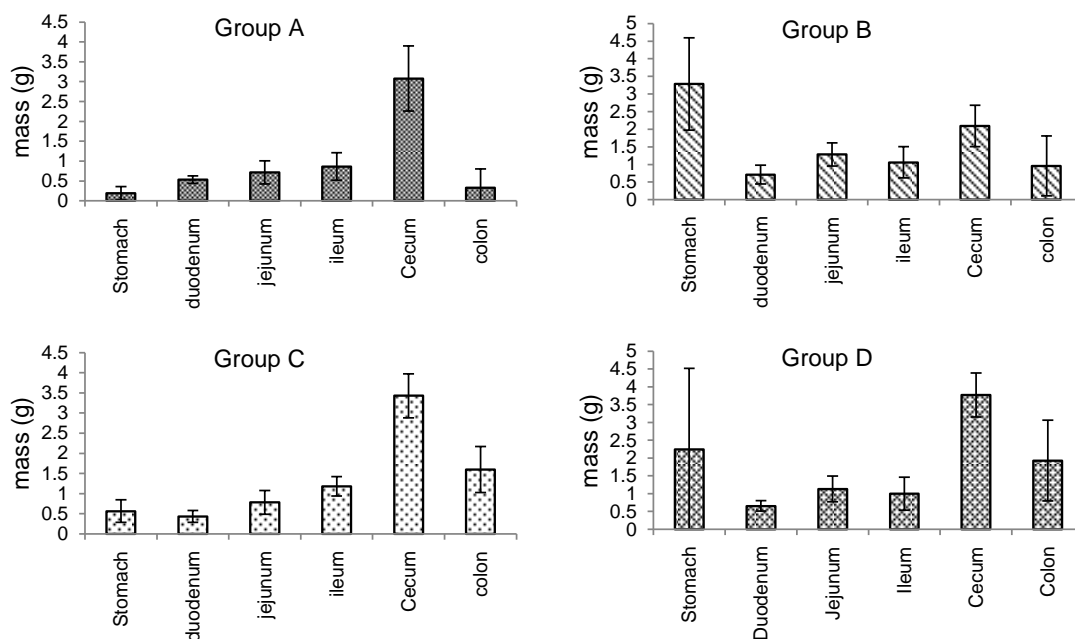 Group A
mass (g)
4.5
4
3.5
3
2.5
2
1.5
1
0.5
0
Stomach
duodenum
jejunum
ileum
Cecum
colon
Group B
mass (g)
5
4.5
4
3.5
3
2.5
2
1.5
1
0.5
0
Stomach
duodenum
jejunum
ileum
Cecum
colon
Group C
mass (g)
4.5
4
3.5
3
2.5
2
1.5
1
0.5
0
Stomach
duodenum
jejunum
ileum
Cecum
colon
Group D
mass (g)
5
4.5
4
3.5
3
2.5
2
1.5
1
0.5
0
Stomach
Duodenum
Jejunum
Ileum
Cecum
Colon